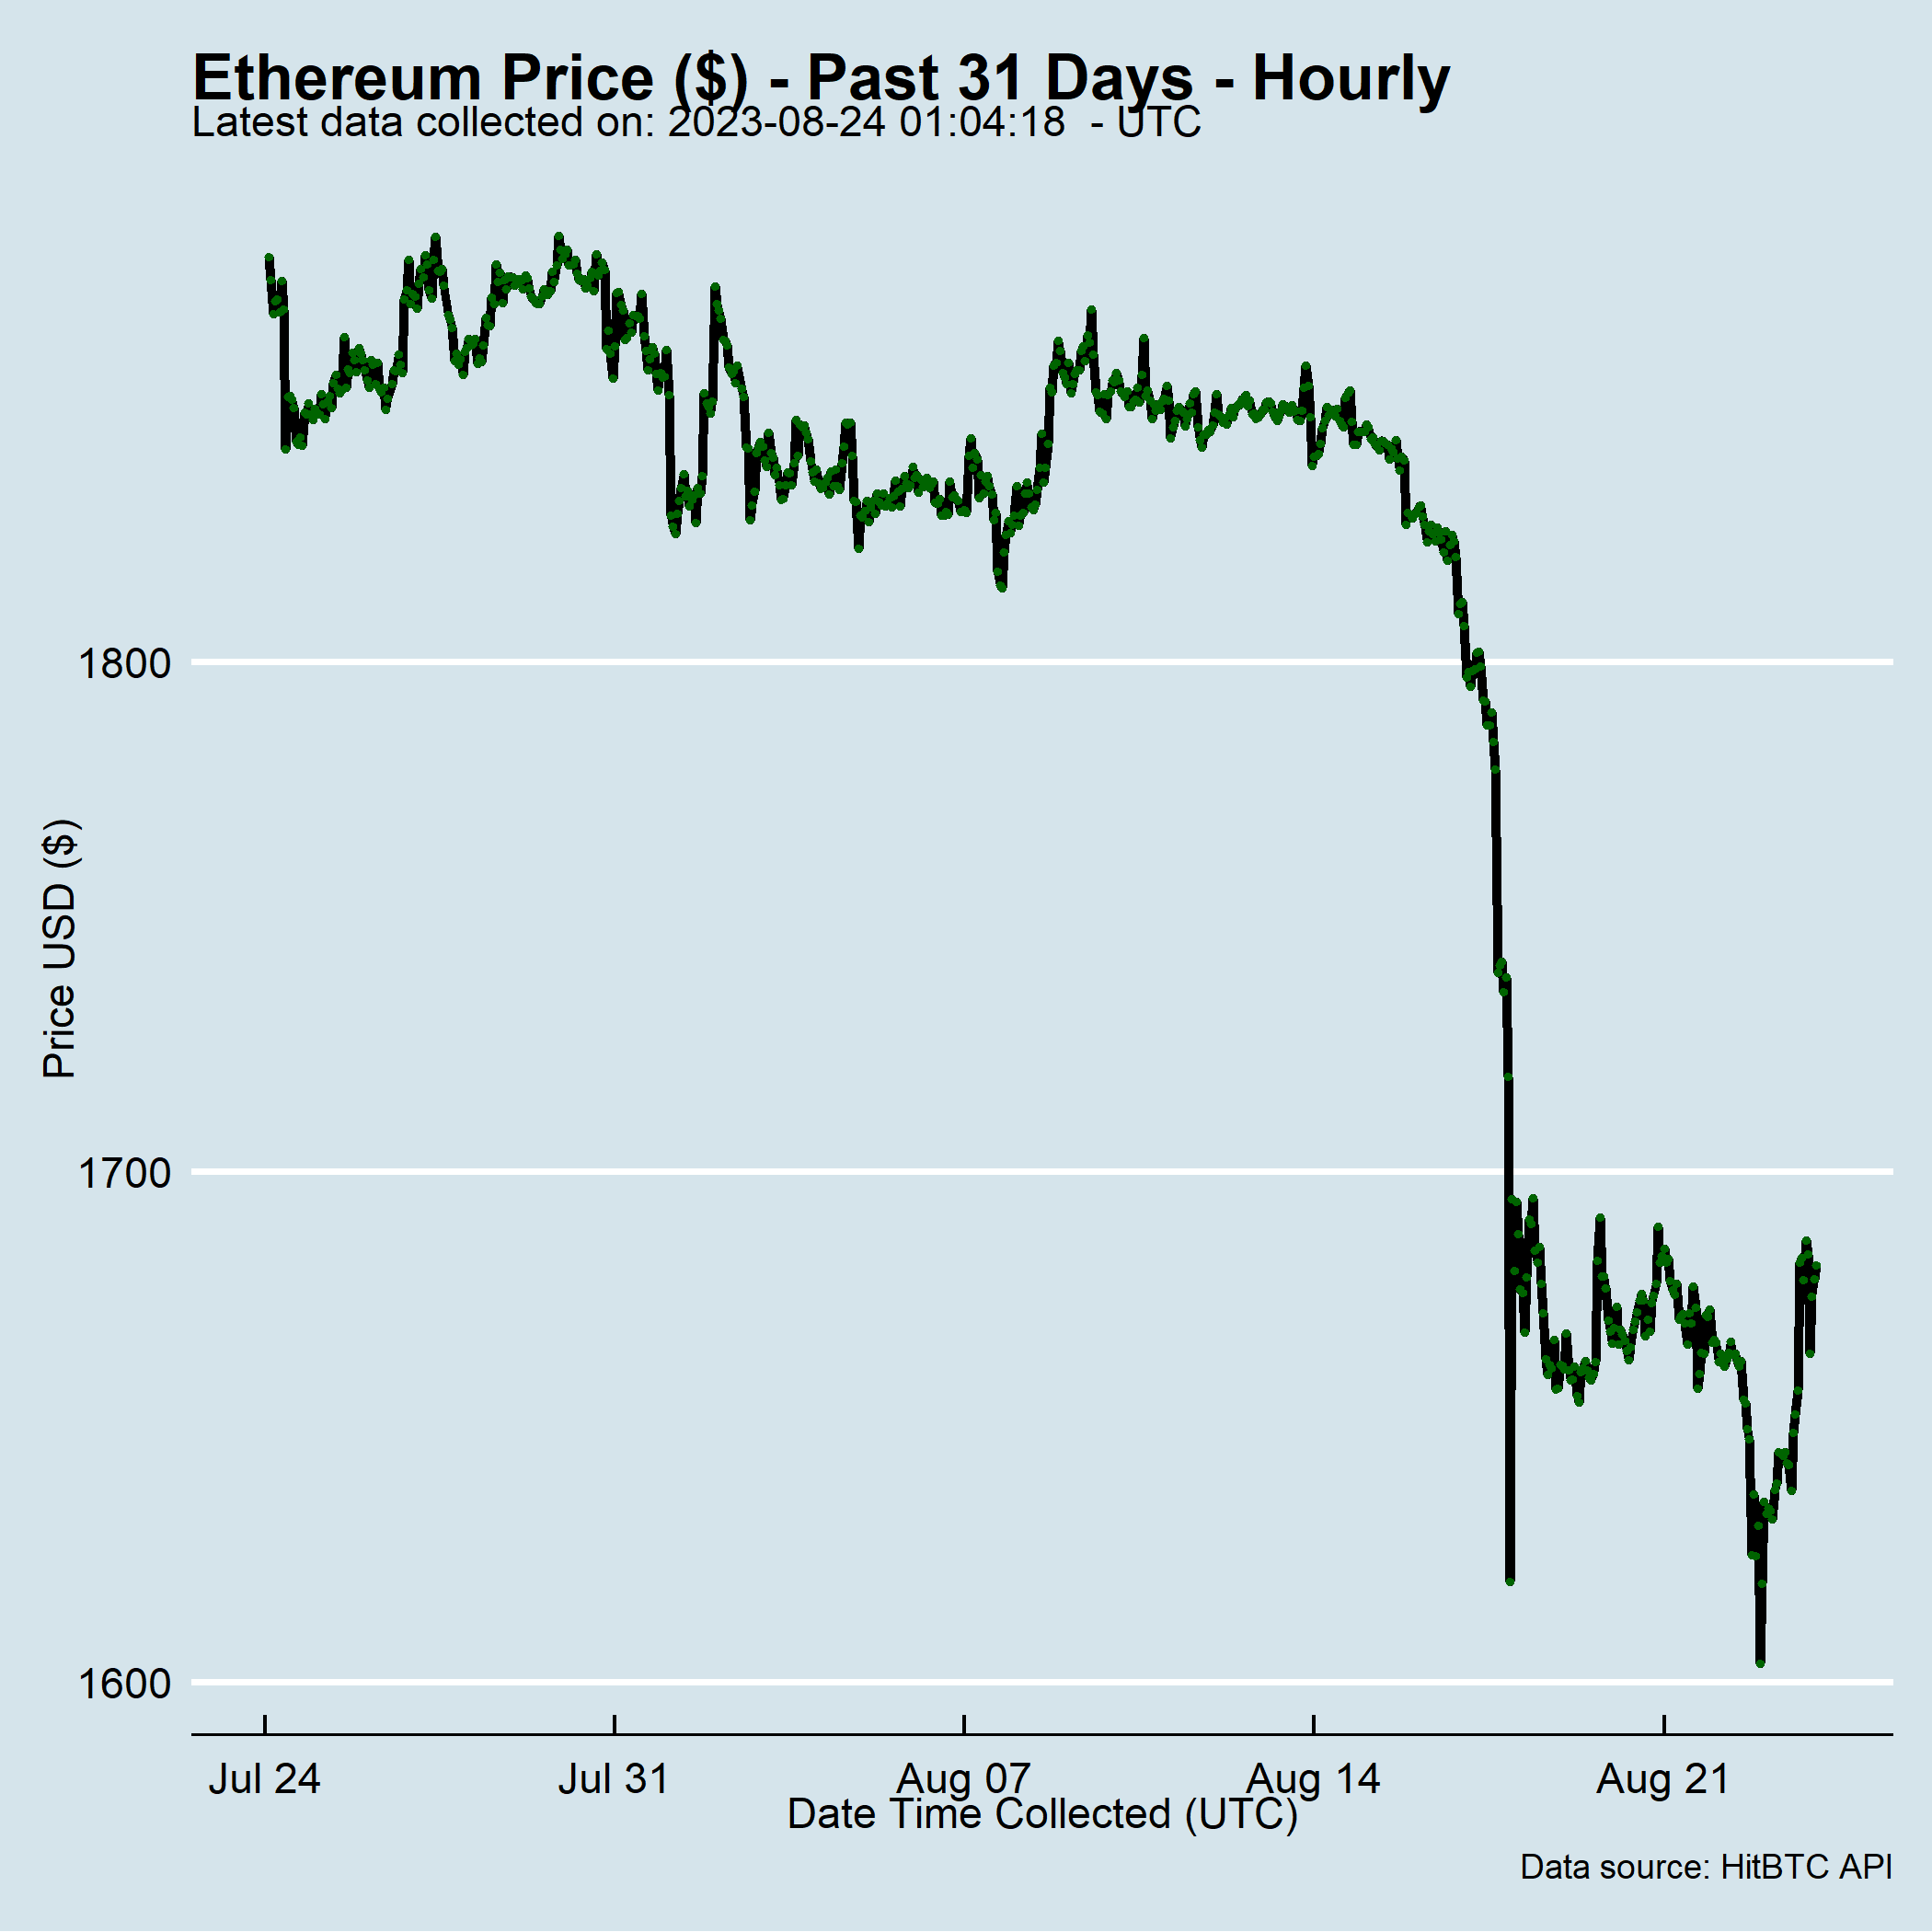 Ethereum Price ($) - Past 31 Days - Hourly
Latest data collected on: 2023-08-24 01:04:18  - UTC
Price USD ($)
1800
1700
1600
Jul 24 Jul 31 Aug 07 Aug 14 Aug 21
Date Time Collected (UTC)
Data source: HitBTC API